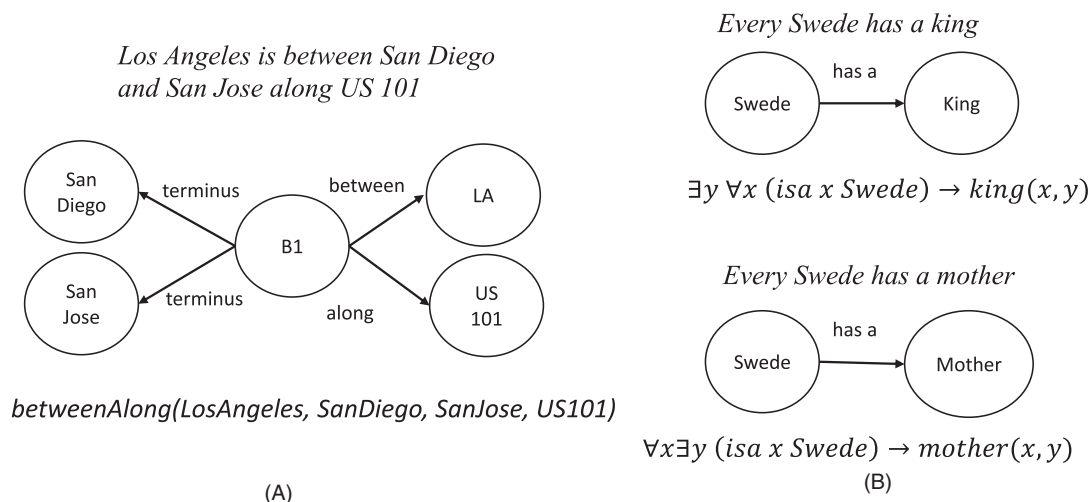 Los Angeles is between San Diego
and San Jose along US 101
San
Diego
terminus
between
LA
B1
San
Jose
terminus
along
US
101
betweenAlong(LosAngeles, SanDiego, SanJose, US101)
(A)
Every Swede has a king
has a
Swede
King
∃y ∀x (isa x Swede) → king(x, y)
Every Swede has a mother
has a
Swede
Mother
∀x∃y (isa x Swede) → mother(x, y)
(B)